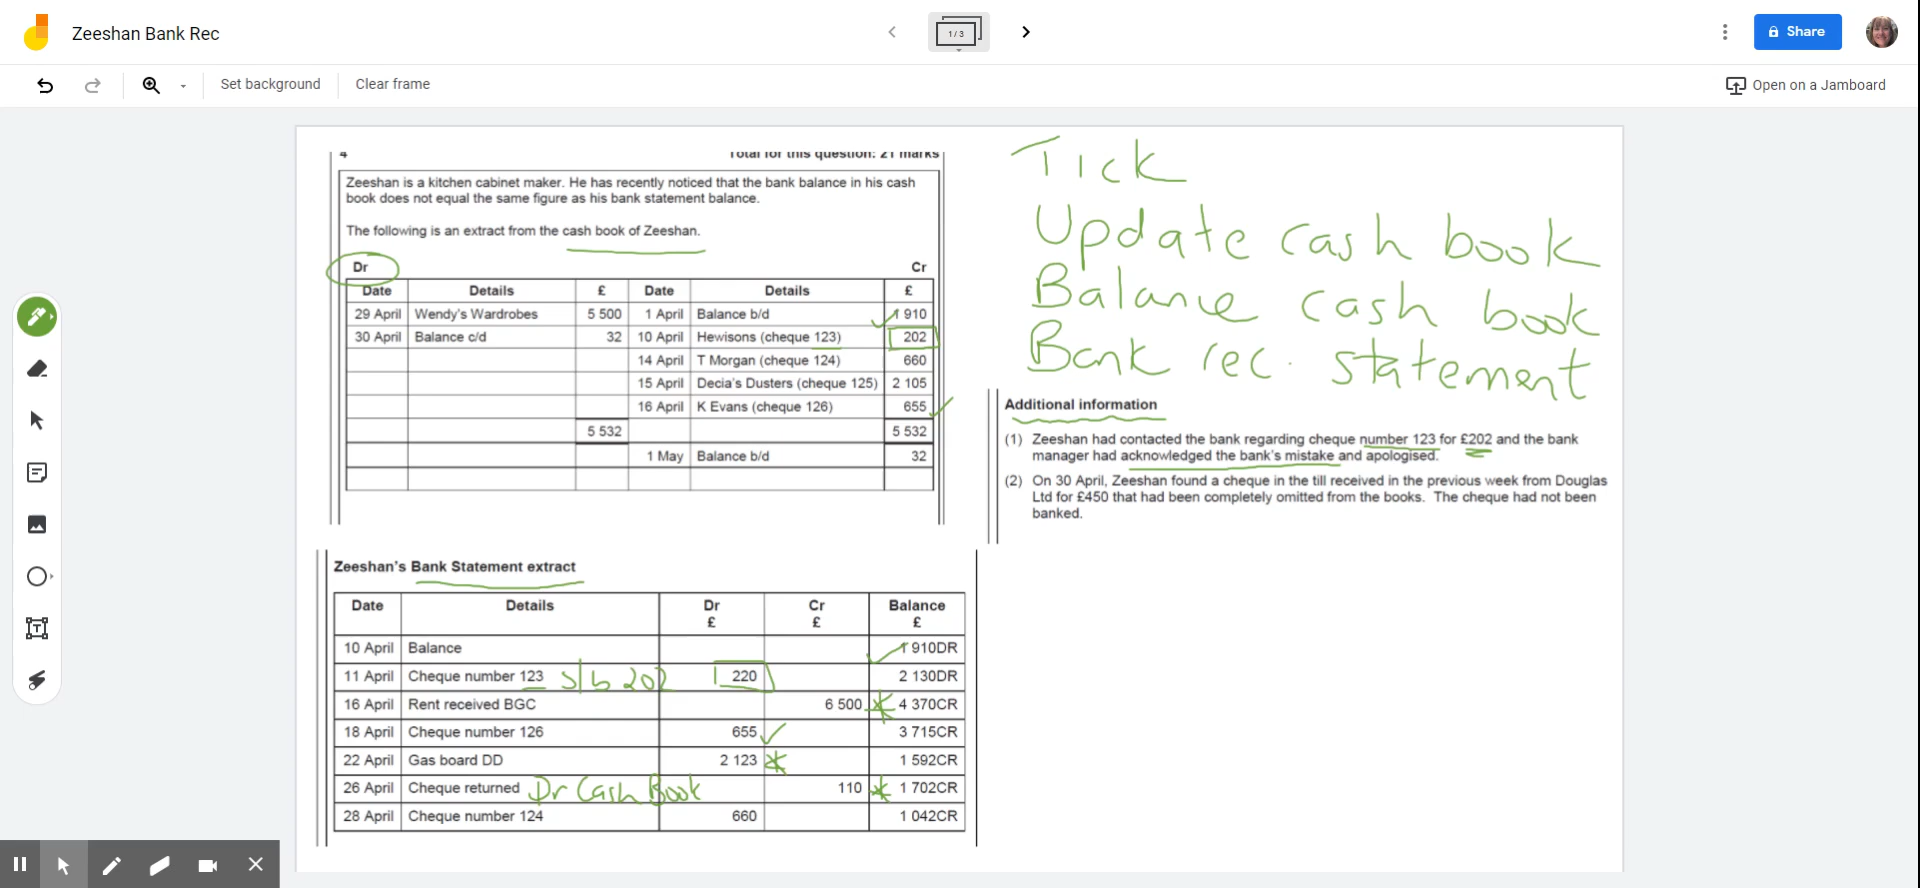 Zeeshan Bank Rec
1 / 3
Share
Set background
Clear frame
Open on a Jamboard
4
Total for this question: 21 marks
Zeeshan is a kitchen cabinet maker. He has recently noticed that the bank balance in his cash
book does not equal the same figure as his bank statement balance.
The following is an extract from the cash book of Zeeshan.
Dr Cr
Date Details £ Date Details £
29 April Wendy's Wardrobes 5 500 1 April Balance b/d 1 910
30 April Balance c/d 32 10 April Hewisons (cheque 123) 202
14 April T Morgan (cheque 124) 660
15 April Decia's Dusters (cheque 125) 2 105
16 April K Evans (cheque 126) 655
5 532 5 532
1 May Balance b/d 32
Tick
Update cash book
Balance cash book
Bank rec. statement
Additional information
(1) Zeeshan had contacted the bank regarding cheque number 123 for £202 and the bank
manager had acknowledged the bank's mistake and apologised.
(2) On 30 April, Zeeshan found a cheque in the till received in the previous week from Douglas
Ltd for £450 that had been completely omitted from the books. The cheque had not been
banked.
Zeeshan's Bank Statement extract
Date Details Dr Cr Balance
£ £ £
10 April Balance 1 910DR
11 April Cheque number 123 s/b 202 220 2 130DR
16 April Rent received BGC 6 500 4 370CR
18 April Cheque number 126 655 3 715CR
22 April Gas board DD 2 123 1 592CR
26 April Cheque returned Dr Cash Book 110 1 702CR
28 April Cheque number 124 660 1 042CR